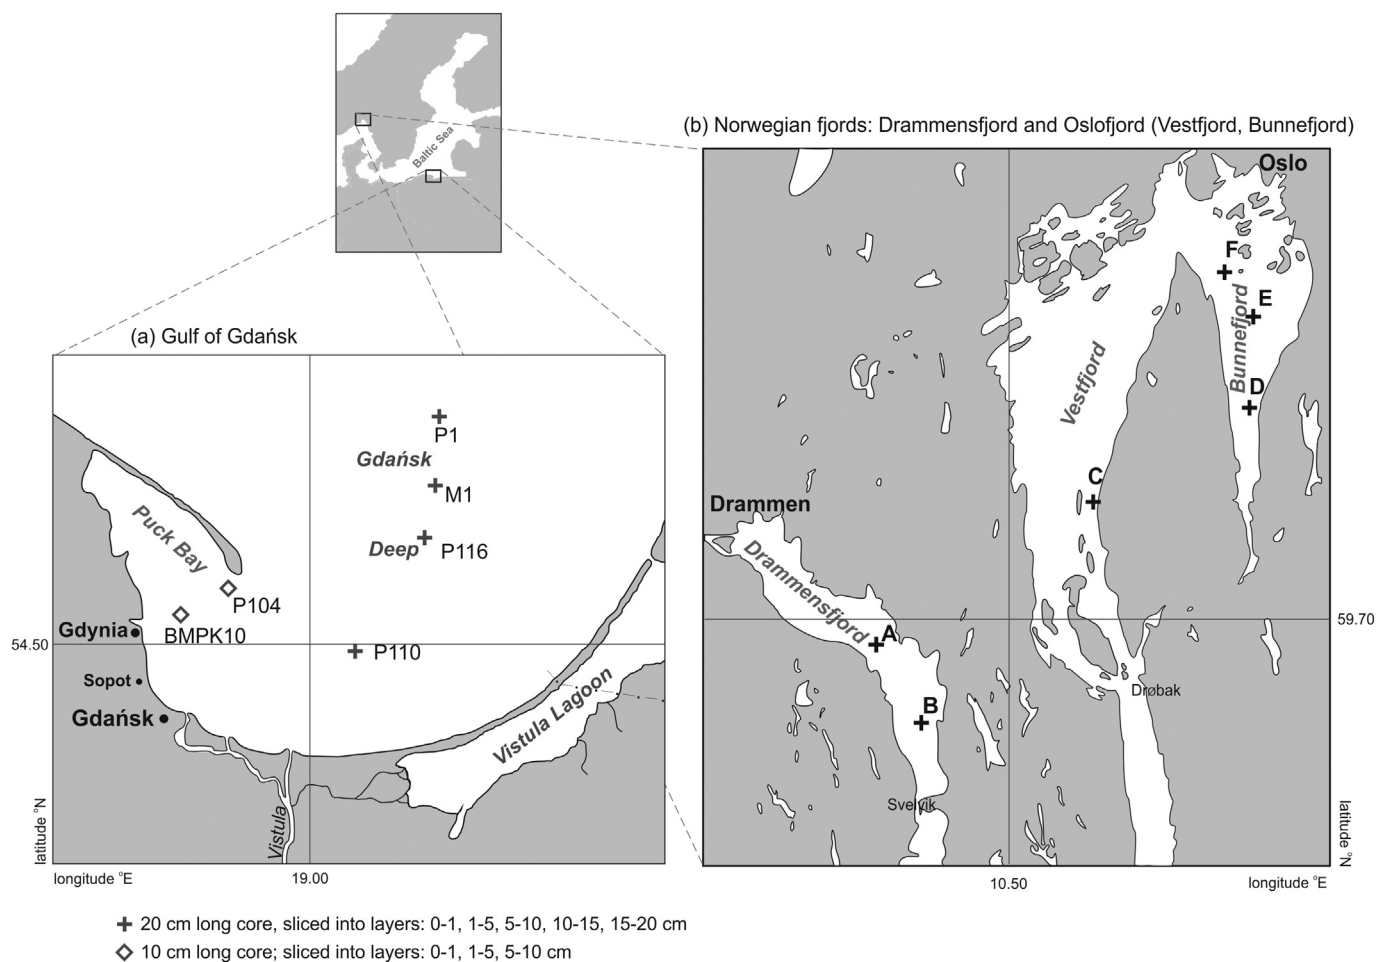 Baltic Sea
(b) Norwegian fjords: Drammensfjord and Oslofjord (Vestfjord, Bunnefjord)
Oslo
F
E
Bunnefjord
D
Vestfjord
C
Drammen
Drammensfjord
A
59.70
B
Drøbak
Svelvik
latitude °N
10.50
longitude °E
(a) Gulf of Gdańsk
P1
Gdańsk
M1
Deep
P116
Puck Bay
P104
BMPK10
Gdynia
54.50
P110
Sopot
Gdańsk
Vistula Lagoon
Vistula
latitude °N
longitude °E
19.00
20 cm long core, sliced into layers: 0-1, 1-5, 5-10, 10-15, 15-20 cm
10 cm long core; sliced into layers: 0-1, 1-5, 5-10 cm